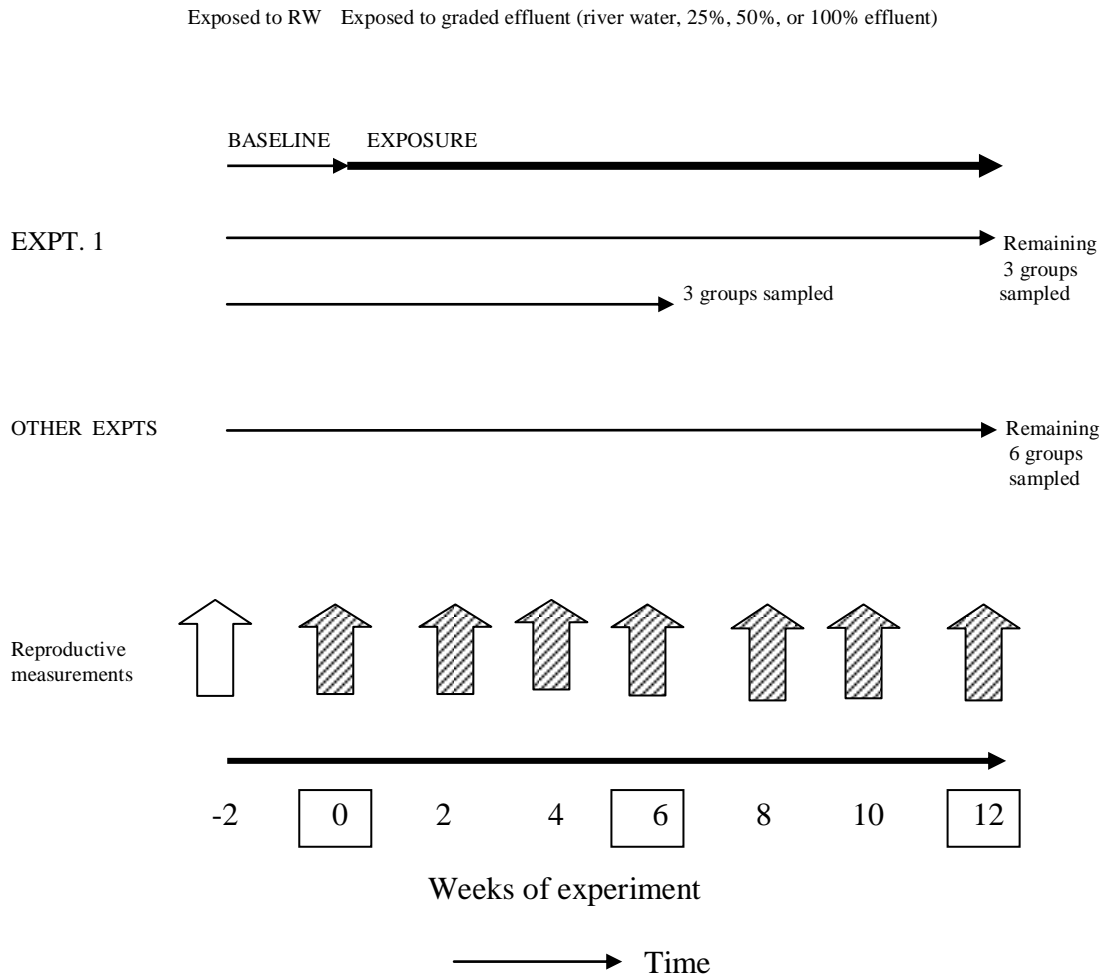 Exposed to RW Exposed to graded effluent (river water, 25%, 50%, or 100% effluent)
BASELINE EXPOSURE
EXPT. 1
Remaining
3 groups
sampled
3 groups sampled
OTHER EXPTS
Remaining
6 groups
sampled
Reproductive
measurements
-2 0 2 4 6 8 10 12
Weeks of experiment
Time